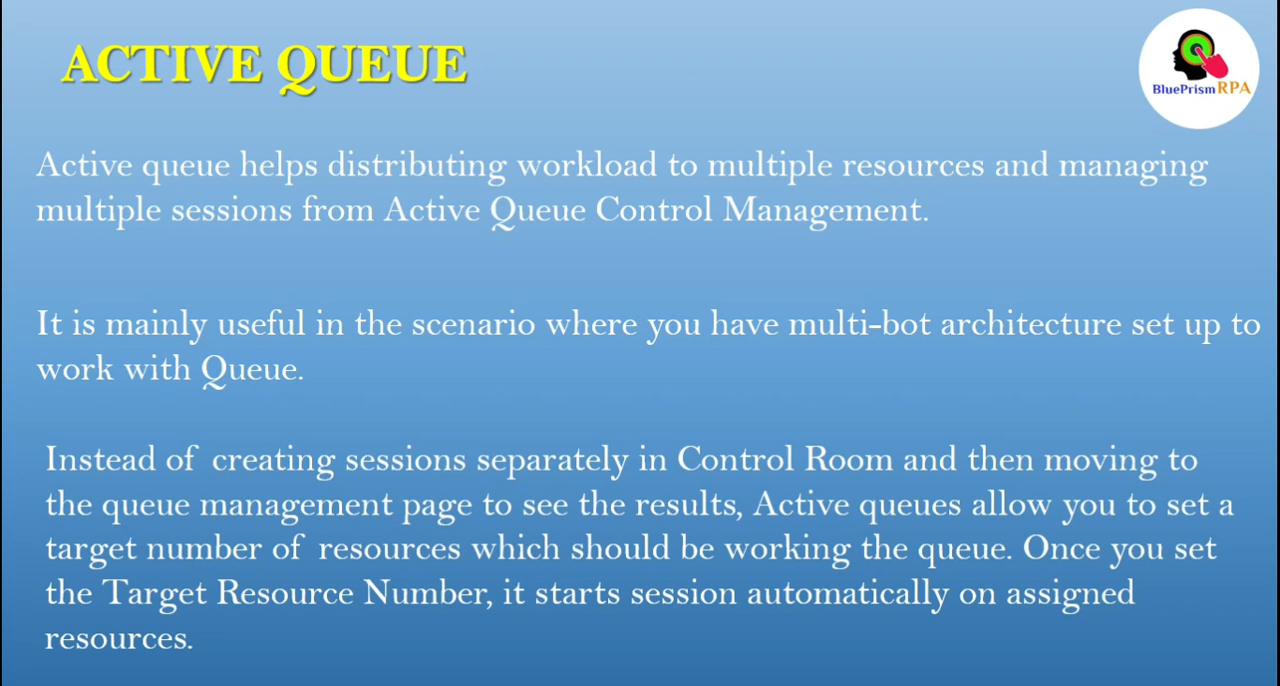 ACTIVE QUEUE
BluePrism RPA
Active queue helps distributing workload to multiple resources and managing
multiple sessions from Active Queue Control Management.
It is mainly useful in the scenario where you have multi-bot architecture set up to
work with Queue.
Instead of creating sessions separately in Control Room and then moving to
the queue management page to see the results, Active queues allow you to set a
target number of resources which should be working the queue. Once you set
the Target Resource Number, it starts session automatically on assigned
resources.